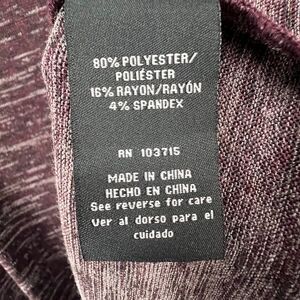 80% POLYESTER/
POLIÉSTER
16% RAYON/RAYÓN
4% SPANDEX
RN 103715
MADE IN CHINA
HECHO EN CHINA
See reverse for care
Ver al dorso para el
cuidado